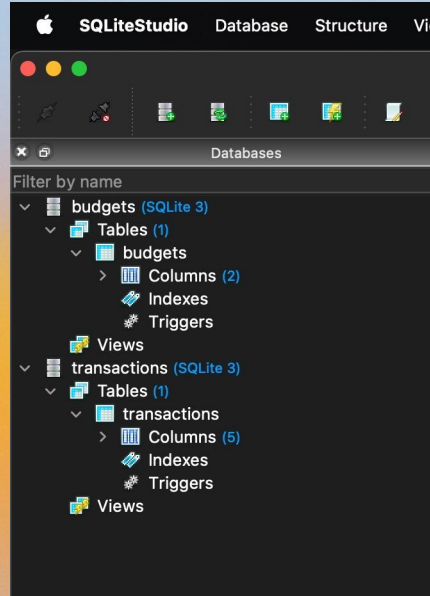 SQLiteStudio Database Structure
Databases
Filter by name
budgets (SQLite 3)
Tables (1)
budgets
Columns (2)
Indexes
Triggers
Views
transactions (SQLite 3)
Tables (1)
transactions
Columns (5)
Indexes
Triggers
Views